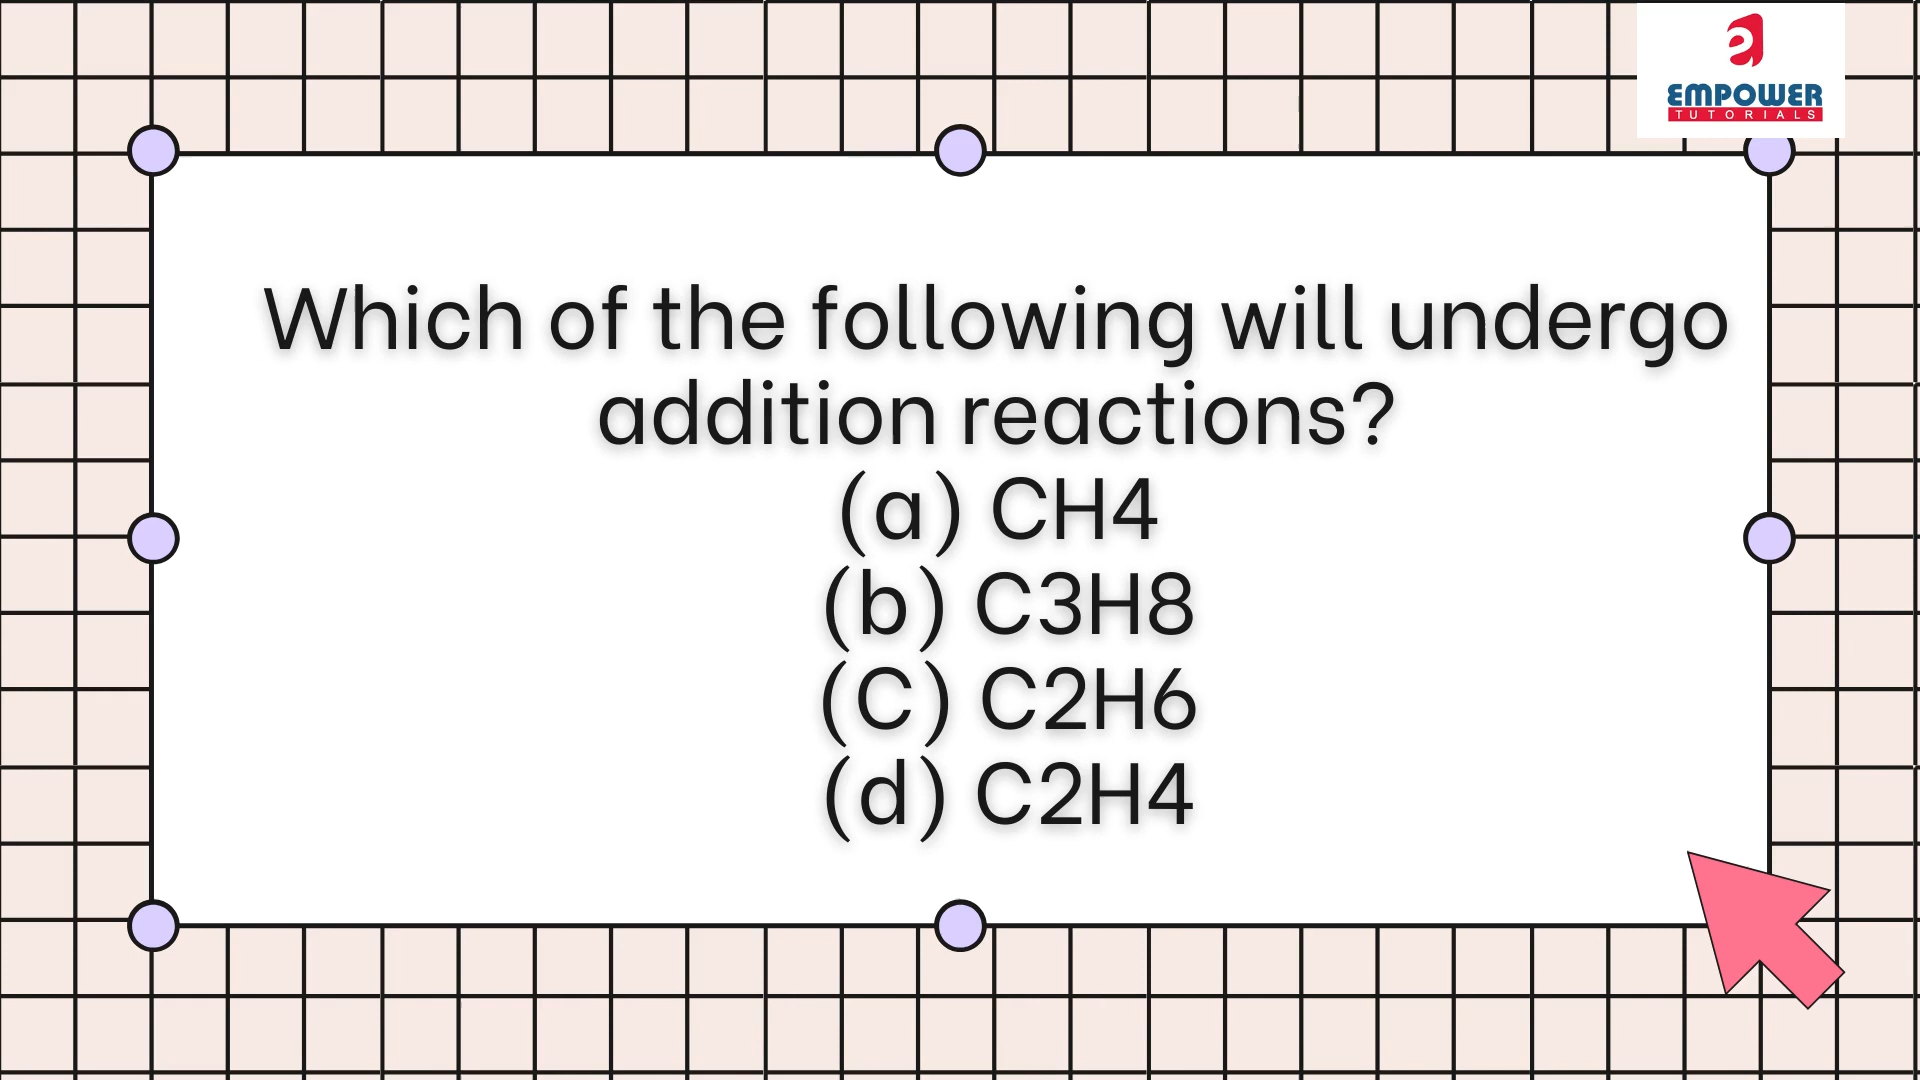 EMPOWER
TUTORIALS
Which of the following will undergo
addition reactions?
(a) CH4
(b) C3H8
(C) C2H6
(d) C2H4